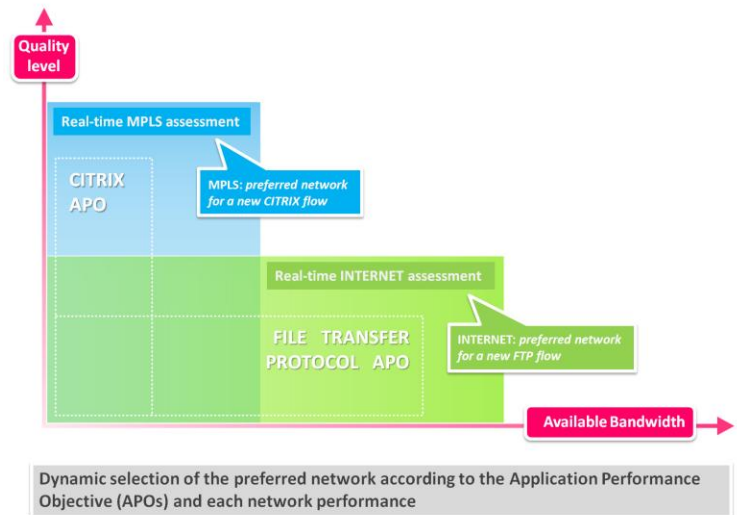 Quality
level
Real-time MPLS assessment
CITRIX
APO
MPLS: preferred network
for a new CITRIX flow
Real-time INTERNET assessment
FILE TRANSFER
PROTOCOL APO
INTERNET: preferred network
for a new FTP flow
Available Bandwidth
Dynamic selection of the preferred network according to the Application Performance
Objective (APOs) and each network performance